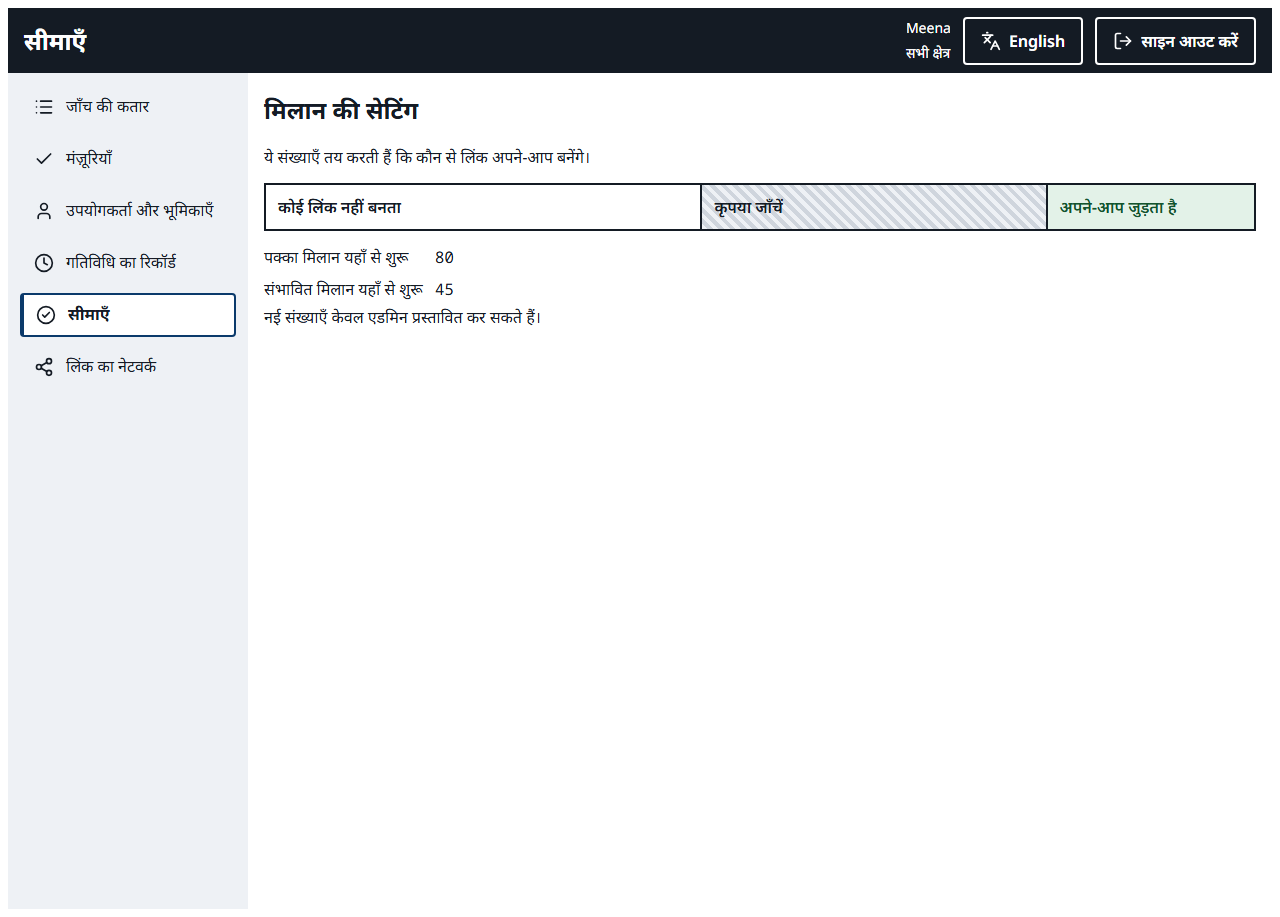 सीमाएँ
Meena
सभी क्षेत्र
English
साइन आउट करें
जाँच की कतार
मंज़ूरियाँ
उपयोगकर्ता और भूमिकाएँ
गतिविधि का रिकॉर्ड
सीमाएँ
लिंक का नेटवर्क
मिलान की सेटिंग
ये संख्याएँ तय करती हैं कि कौन से लिंक अपने-आप बनेंगे।
कोई लिंक नहीं बनता
कृपया जाँचें
अपने-आप जुड़ता है
पक्का मिलान यहाँ से शुरू 80
संभावित मिलान यहाँ से शुरू 45
नई संख्याएँ केवल एडमिन प्रस्तावित कर सकते हैं।